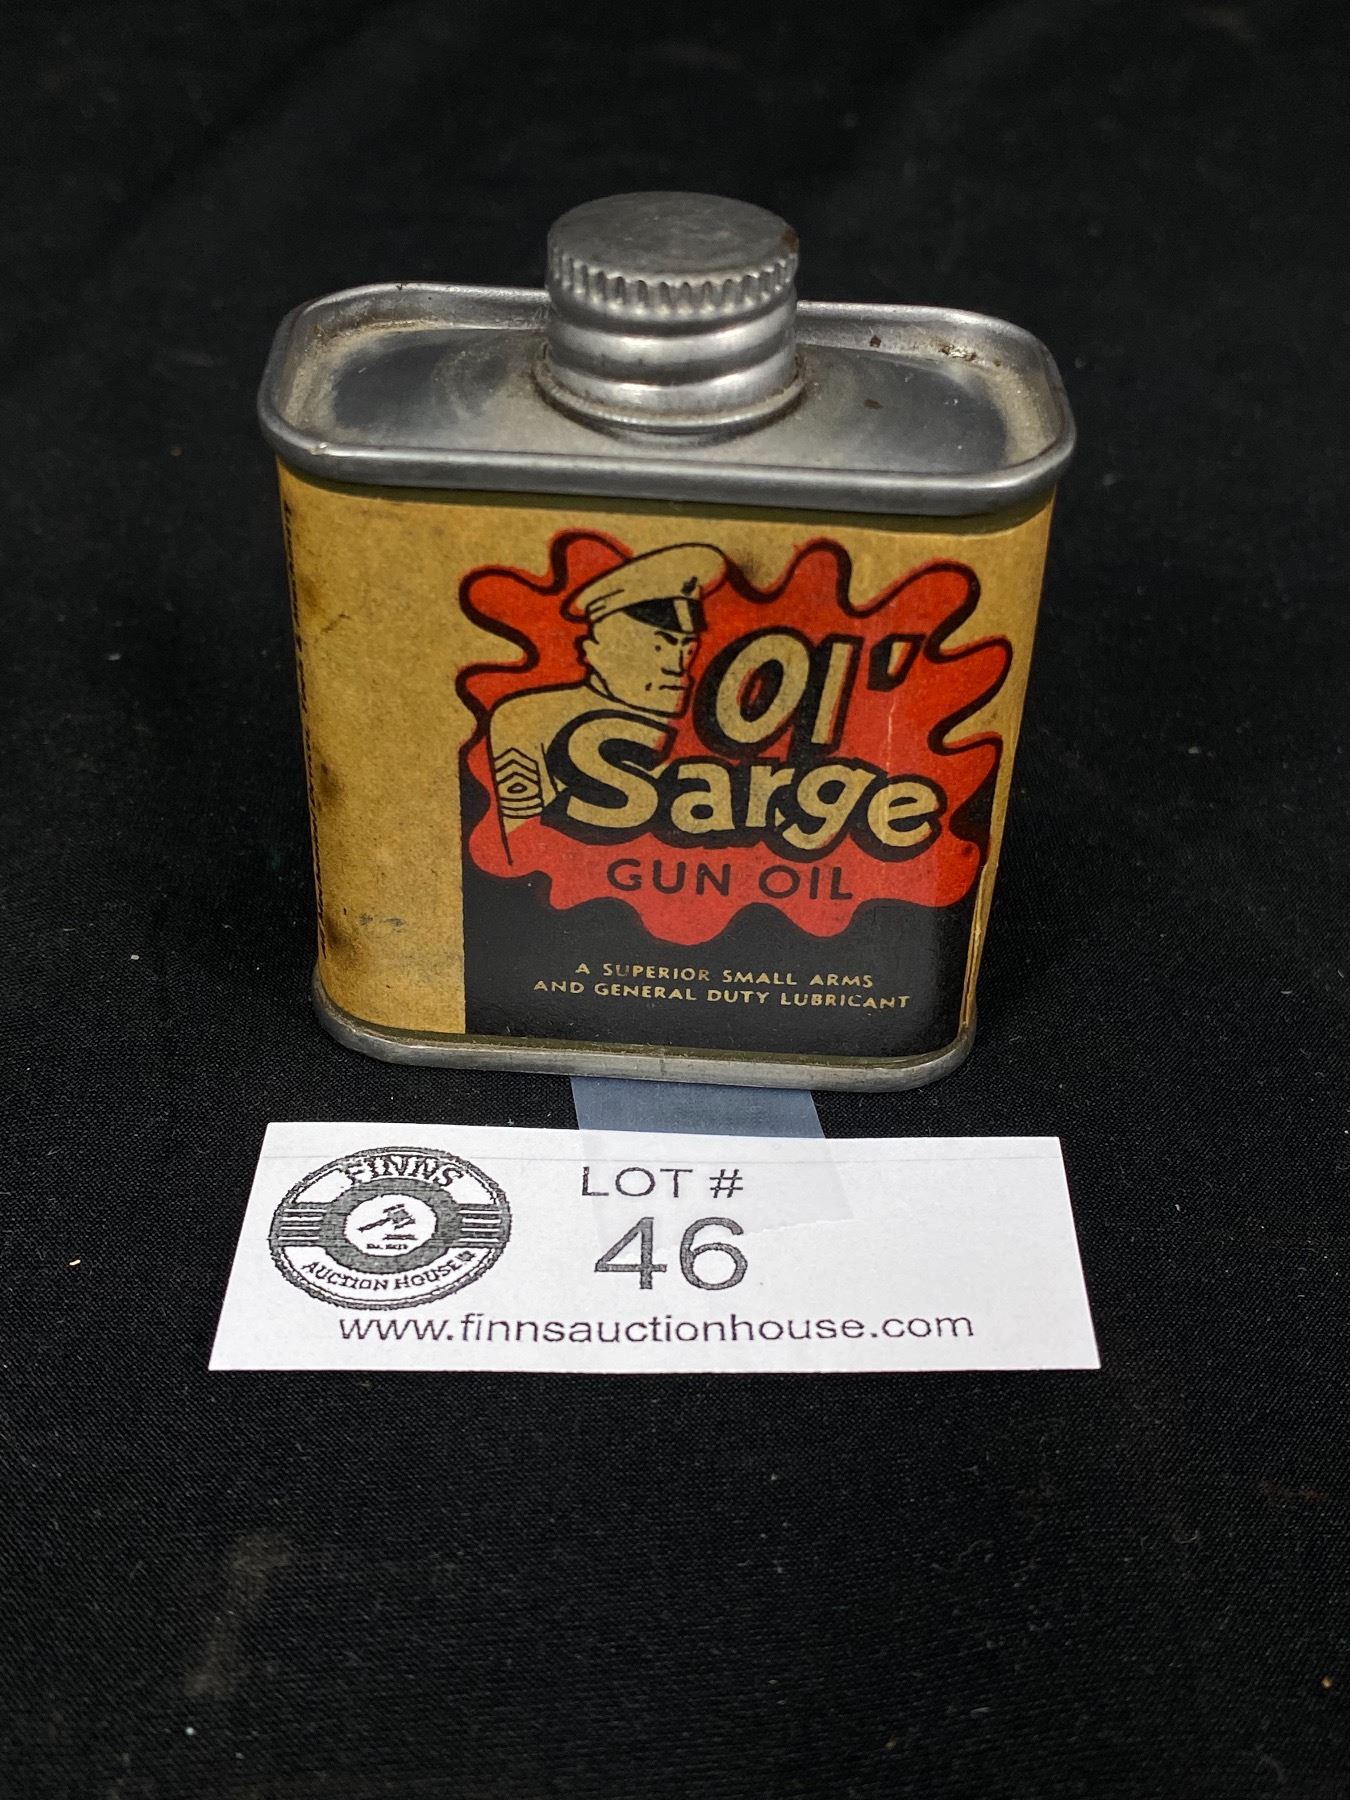 Ol'
Sarge
GUN OIL
A SUPERIOR SMALL ARMS
AND GENERAL DUTY LUBRICANT
FINNS
AUCTION HOUSE
LOT #
46
www.finnsauctionhouse.com